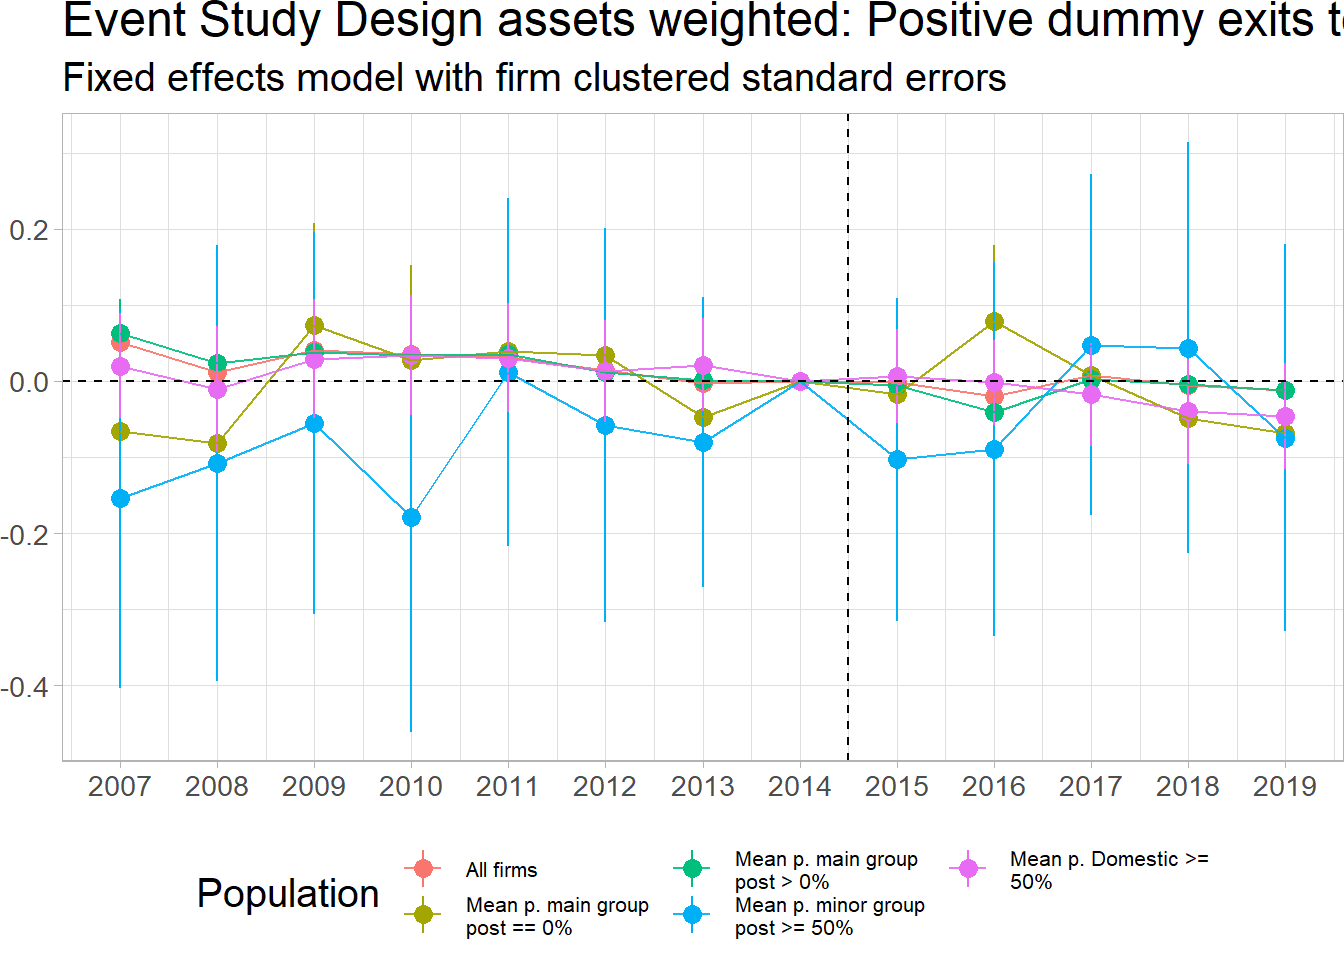 Event Study Design assets weighted: Positive dummy exits
Fixed effects model with firm clustered standard errors
0.2
0.0
-0.2
-0.4
2007 2008 2009 2010 2011 2012 2013 2014 2015 2016 2017 2018 2019
Population
All firms
Mean p. main group
post == 0%
Mean p. main group
post > 0%
Mean p. minor group
post >= 50%
Mean p. Domestic >=
50%